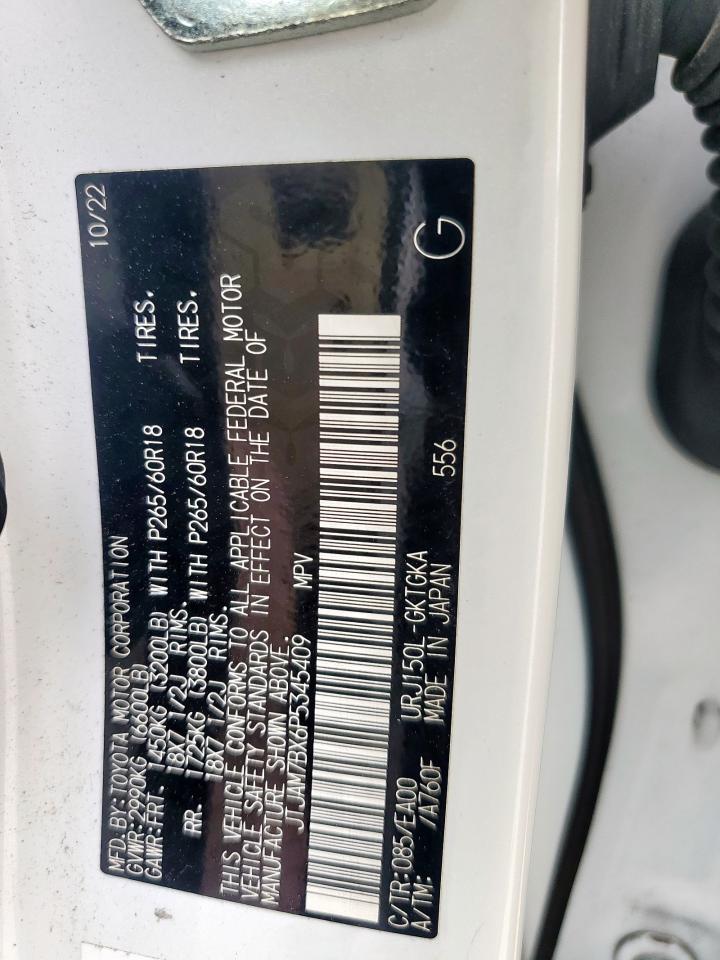 MFD. BY: TOYOTA MOTOR CORPORATION 10/22
GVWR: 2990KG (6600LB)
GAWR: FRT. 1450KG (3200LB) WITH P265/60R18 TIRES.
18X7 1/2J RIMS.
RR. 1725KG (3800LB) WITH P265/60R18 TIRES.
18X7 1/2J RIMS.
THIS VEHICLE CONFORMS TO ALL APPLICABLE FEDERAL MOTOR
VEHICLE SAFETY STANDARDS IN EFFECT ON THE DATE OF
MANUFACTURE SHOWN ABOVE.
JTJAM7BX6P5345409 MPV
C/TR: 085/EA00 URJ150L-GKTGKA 556
A/TM: /A760F MADE IN JAPAN G